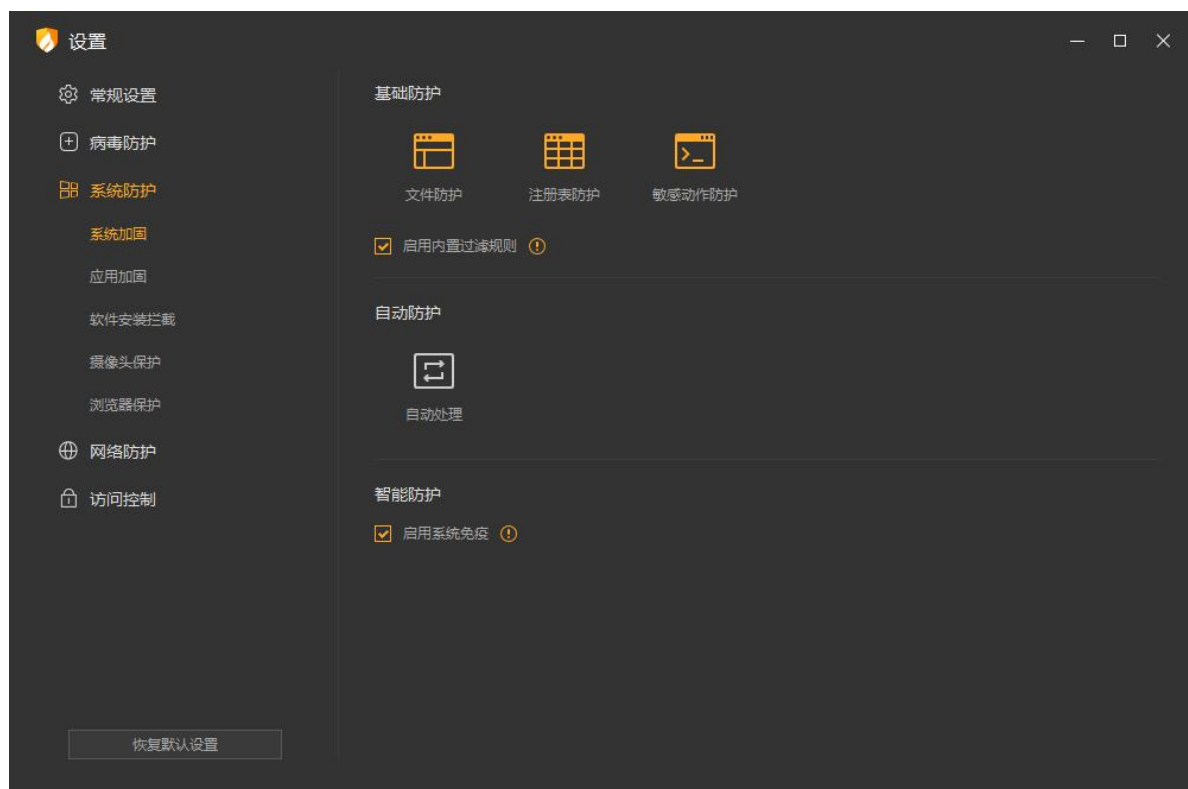 设置
常规设置
病毒防护
系统防护
系统加固
应用加固
软件安装拦截
摄像头保护
浏览器保护
网络防护
访问控制
恢复默认设置
基础防护
文件防护 注册表防护 敏感动作防护
启用内置过滤规则
自动防护
自动处理
智能防护
启用系统免疫